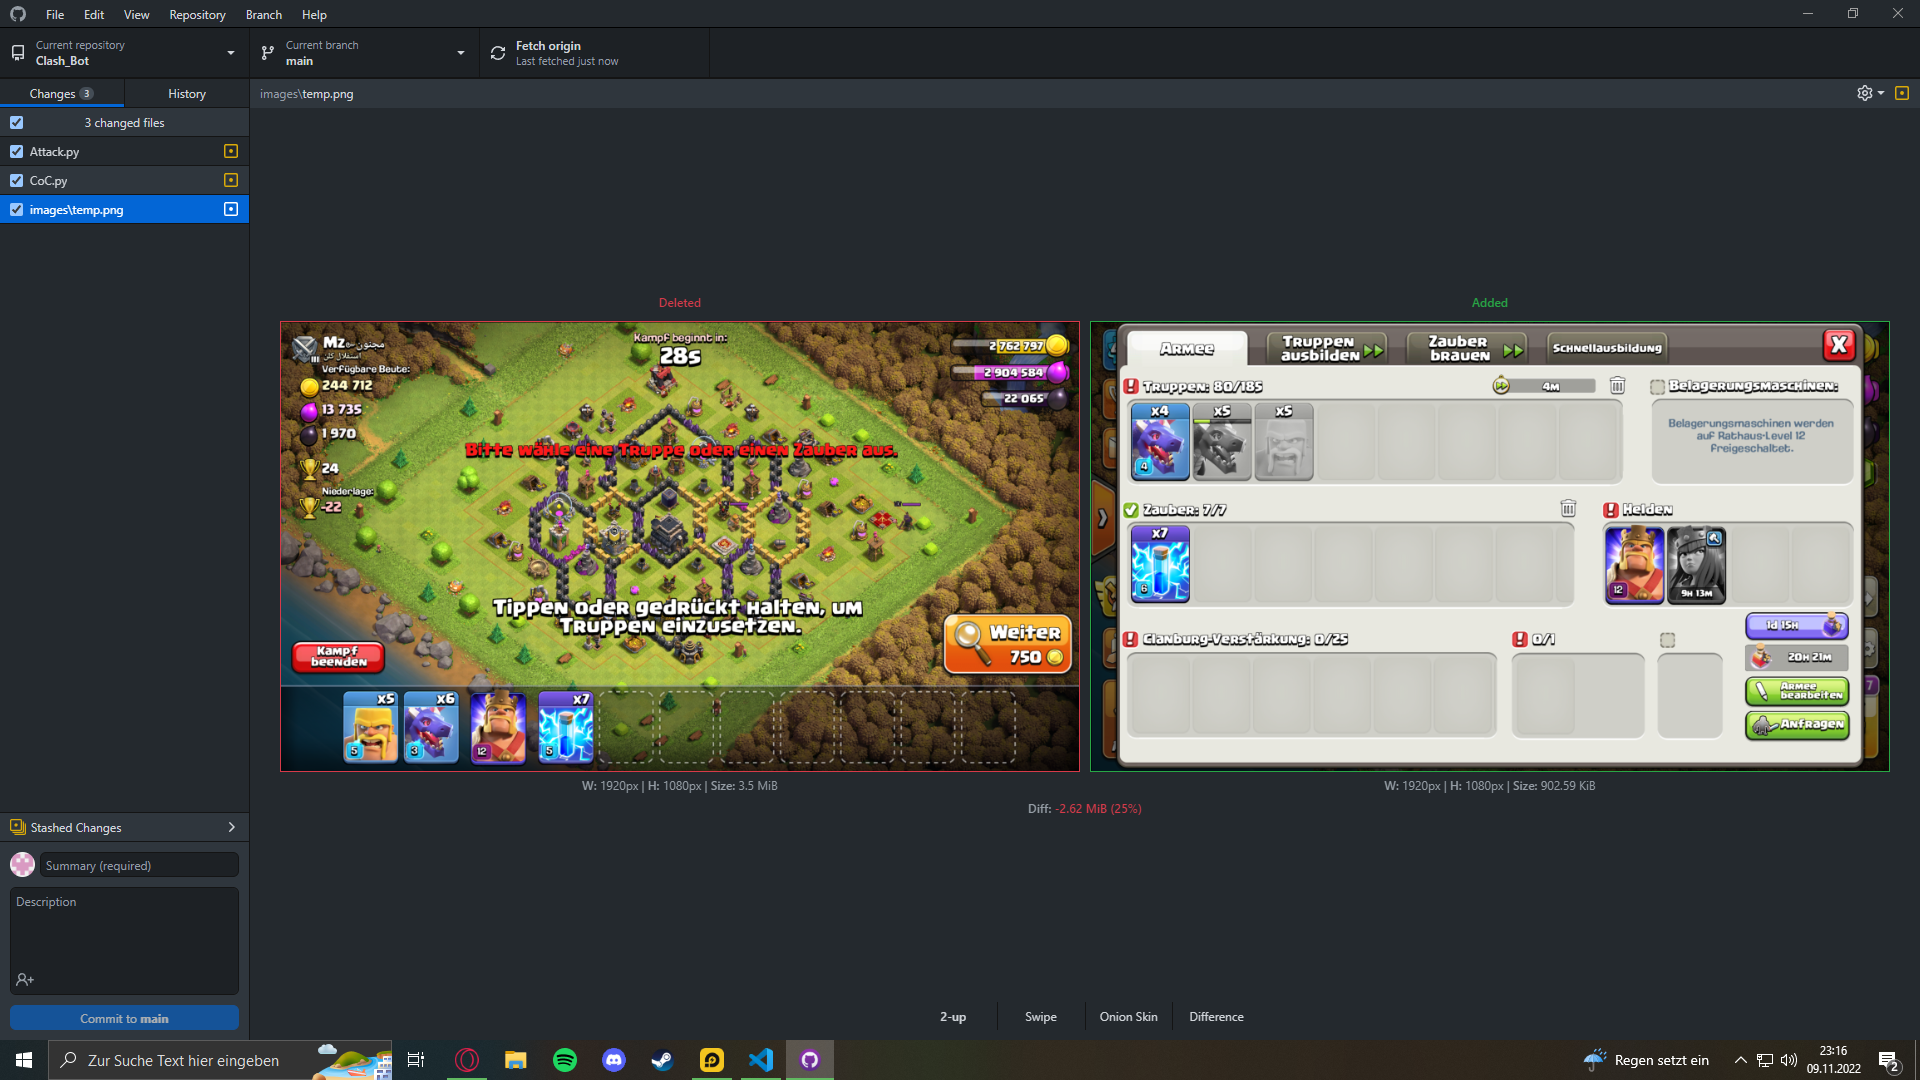 File Edit View Repository Branch Help
Current repository
Clash_Bot
Current branch
main
Fetch origin
Last fetched just now
Changes 3
History
images\temp.png
3 changed files
Attack.py
CoC.py
images\temp.png
Deleted
Added
Mz
Verfügbare Beute:
244 712
13 735
1 970
24
Niederlage:
-22
Kampf beginnt in:
28s
2 762 797
2 904 584
22 065
Bitte wähle eine Truppe oder einen Zauber aus.
Tippen oder gedrückt halten, um
Truppen einzusetzen.
Kampf
beenden
Weiter
750
x5
x6
x7
5
3
12
5
Armee
Truppen
ausbilden
Zauber
brauen
Schnellausbildung
X
Truppen: 80/185
4m
Belagerungsmaschinen:
x4
x5
x5
4
Belagerungsmaschinen werden
auf Rathaus-Level 12
freigeschaltet.
Zauber: 7/7
Helden
x7
6
12
9h 13m
Clanburg-Verstärkung: 0/25
0/1
1d 15h
20h 21m
Armee
bearbeiten
Anfragen
W: 1920px | H: 1080px | Size: 3.5 MiB
W: 1920px | H: 1080px | Size: 902.59 KiB
Diff: -2.62 MiB (25%)
Stashed Changes
Summary (required)
Description
Commit to main
2-up
Swipe
Onion Skin
Difference
Zur Suche Text hier eingeben
Regen setzt ein
23:16
09.11.2022
2